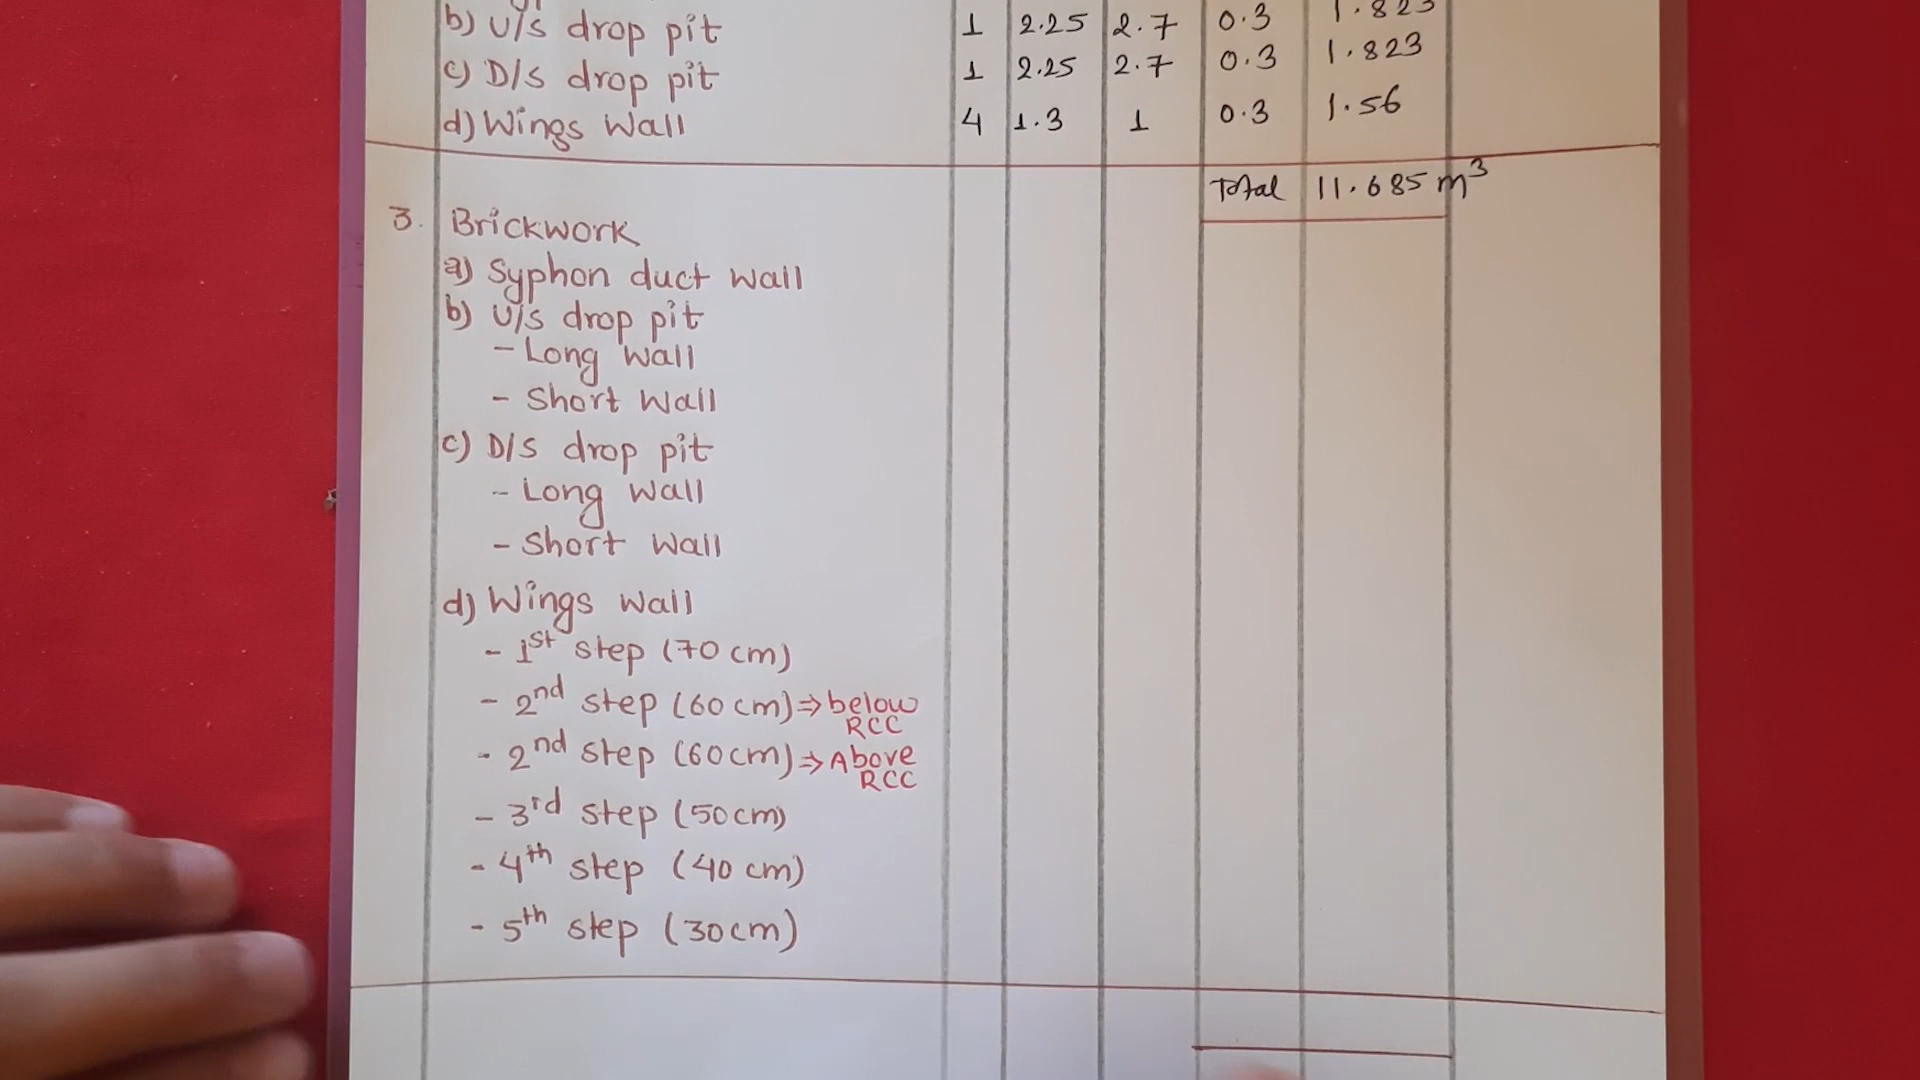 b) U/S drop pit 1 2.25 2.7 0.3 1.823
c) D/S drop pit 1 2.25 2.7 0.3 1.823
d) Wings Wall 4 1.3 1 0.3 1.56
Total 11.685 m³
3. Brickwork
a) Syphon duct wall
b) U/S drop pit
- Long wall
- Short Wall
c) D/S drop pit
- Long wall
- Short wall
d) Wings wall
- 1st step (70 cm)
- 2nd step (60 cm) ⇒ below
RCC
- 2nd step (60cm) ⇒ Above
RCC
- 3rd step (50cm)
- 4th step (40 cm)
- 5th step (30cm)